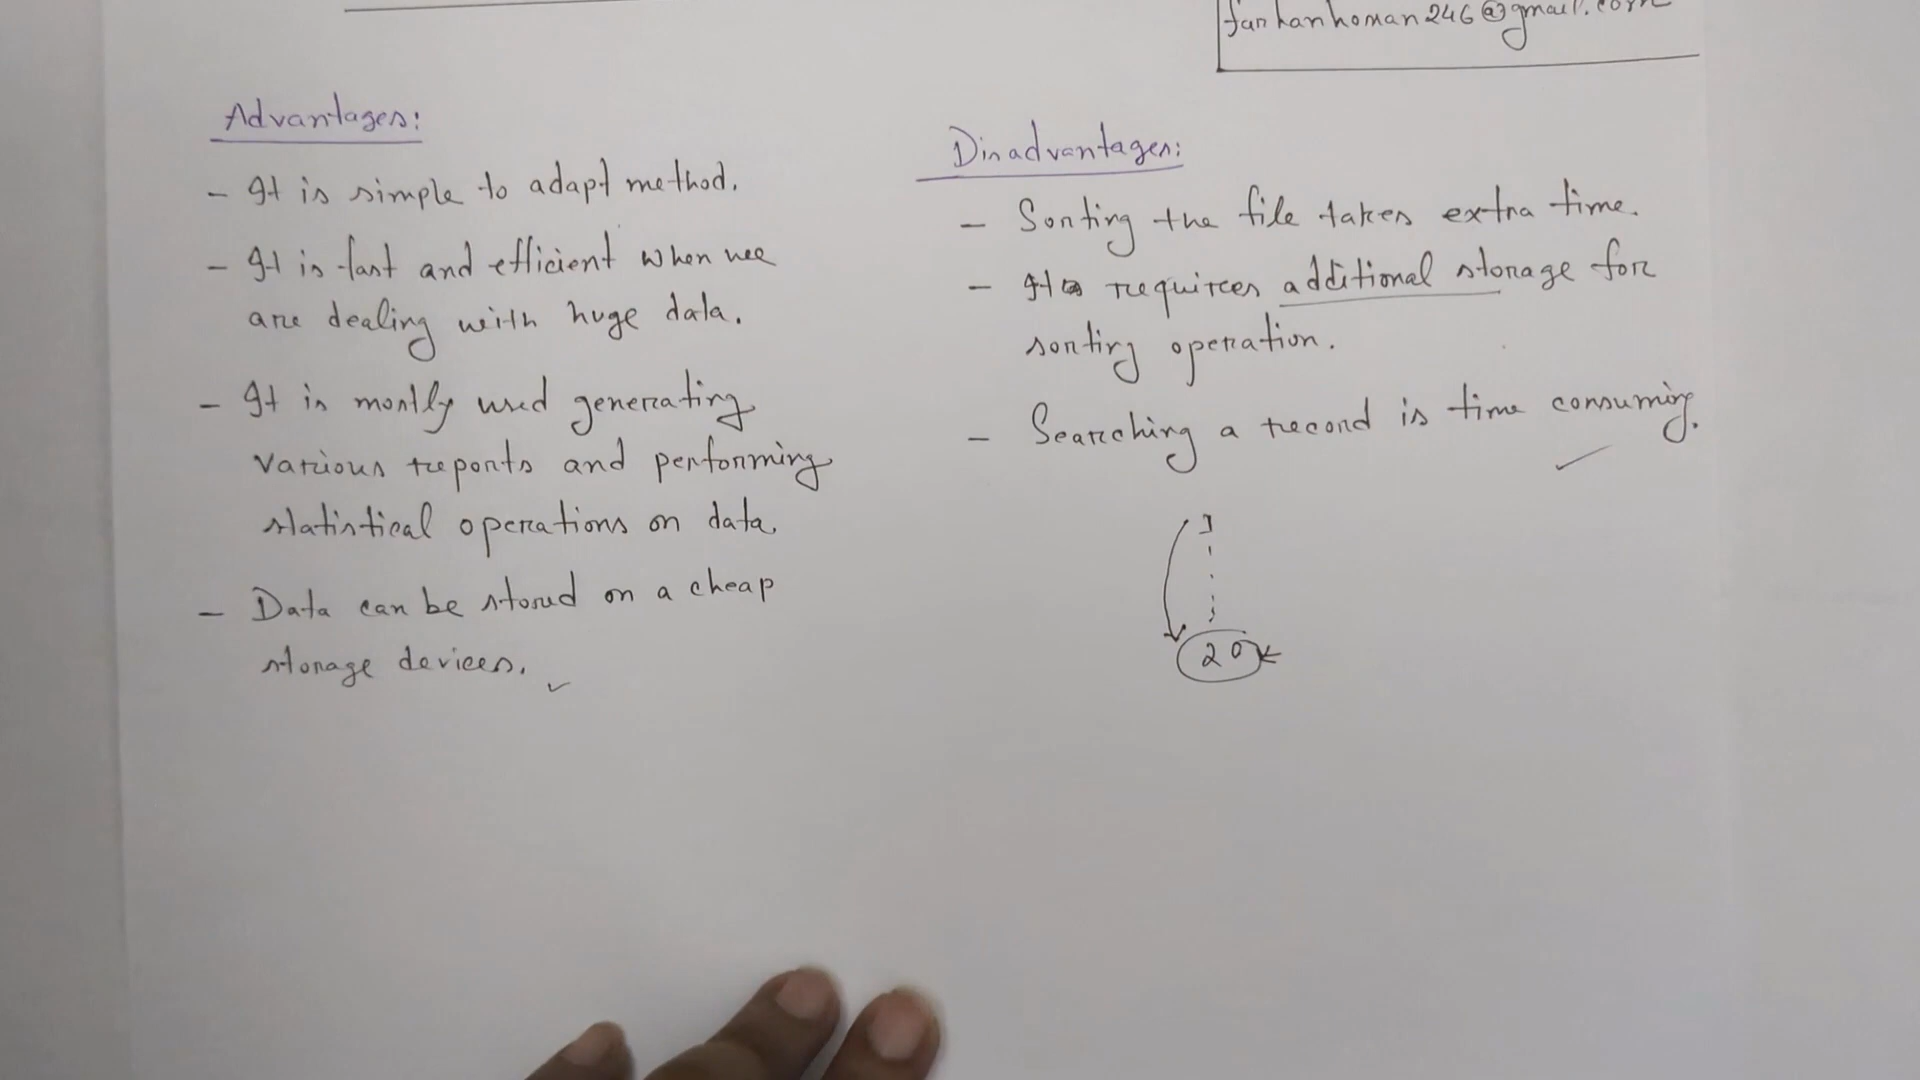 farhanhoman246@gmail.com
Advantages:
- It is simple to adapt method.
- It is fast and efficient when we
are dealing with huge data.
- It is mostly used generating
various reports and performing
statistical operations on data.
- Data can be stored on a cheap
storage devices.
Disadvantages:
- Sorting the file takes extra time.
- It requires additional storage for
sorting operation.
- Searching a record is time consuming.
1
20K